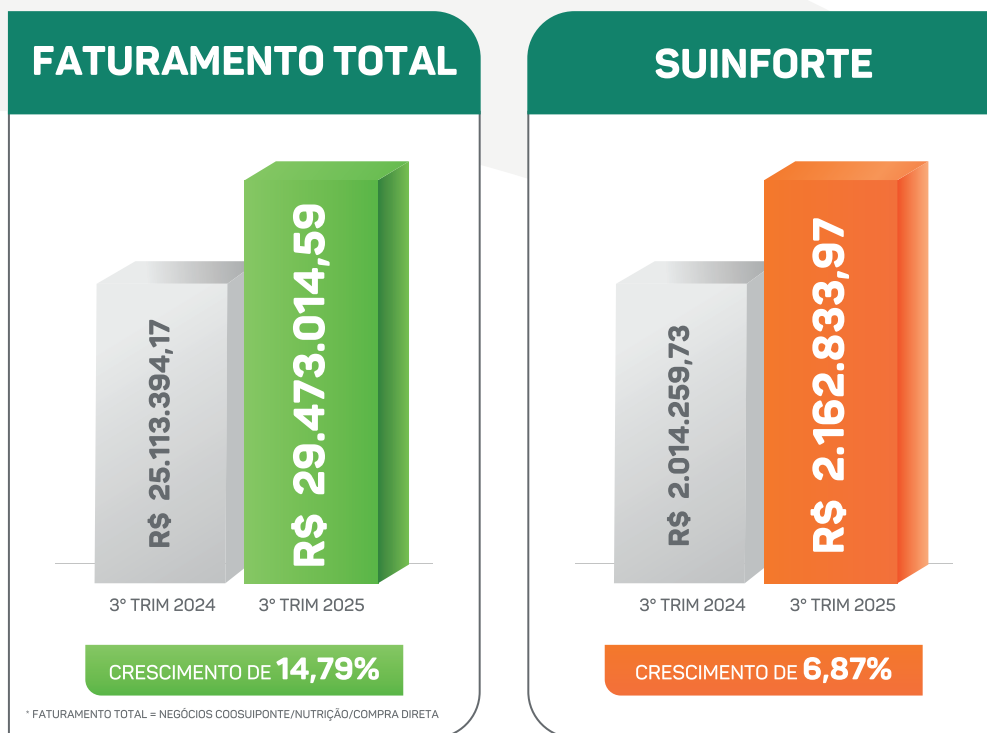 FATURAMENTO TOTAL
R$ 25.113.394,17
R$ 29.473.014,59
3° TRIM 2024
3° TRIM 2025
CRESCIMENTO DE 14,79%
* FATURAMENTO TOTAL = NEGÓCIOS COOSUIPONTE/NUTRIÇÃO/COMPRA DIRETA
SUINFORTE
R$ 2.014.259,73
R$ 2.162.833,97
3° TRIM 2024
3° TRIM 2025
CRESCIMENTO DE 6,87%